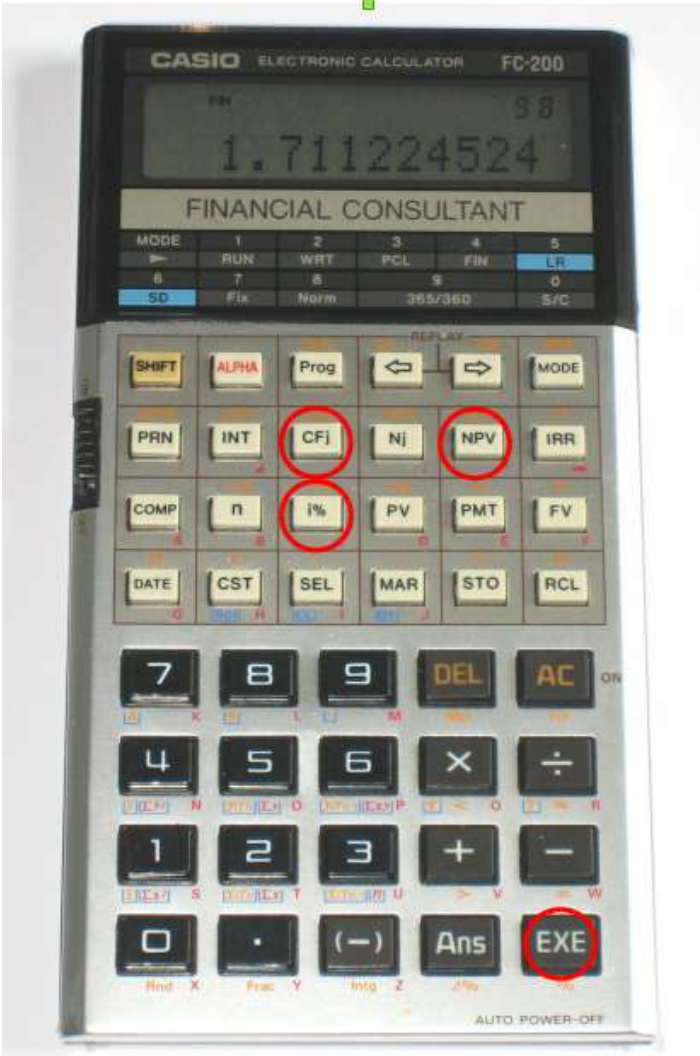 CASIO ELECTRONIC CALCULATOR FC-200
FIN 98
1.711224524
FINANCIAL CONSULTANT
MODE 1 2 3 4 5
RUN WRT PCL FIN LR
6 7 8 9 0
SD Fix Norm 365/360 S/C
REPLAY
SHIFT ALPHA Prog ⇦ ⇨ MODE
PRN INT CFj Nj NPV IRR
COMP n i% PV PMT FV
A B D E F
DATE CST SEL MAR STO RCL
G H I J
7 8 9 DEL AC ON
K L M
4 5 6 × ÷
N O P Q R
1 2 3 + −
S T U > V = W
0 . (−) Ans EXE
Rnd X Frac Y Intg Z Δ% %
AUTO POWER-OFF